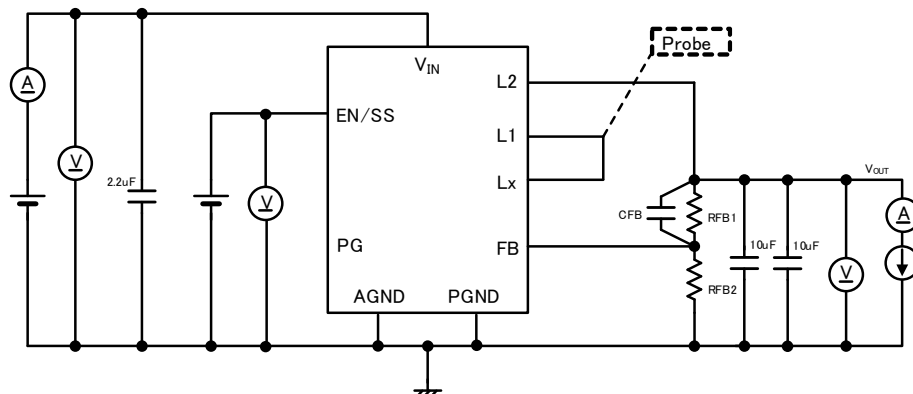 Probe
VIN
L2
A
EN/SS
L1
V
2.2uF
V
Lx
VOUT
CFB
RFB1
A
PG
FB
10uF
10uF
V
RFB2
AGND
PGND